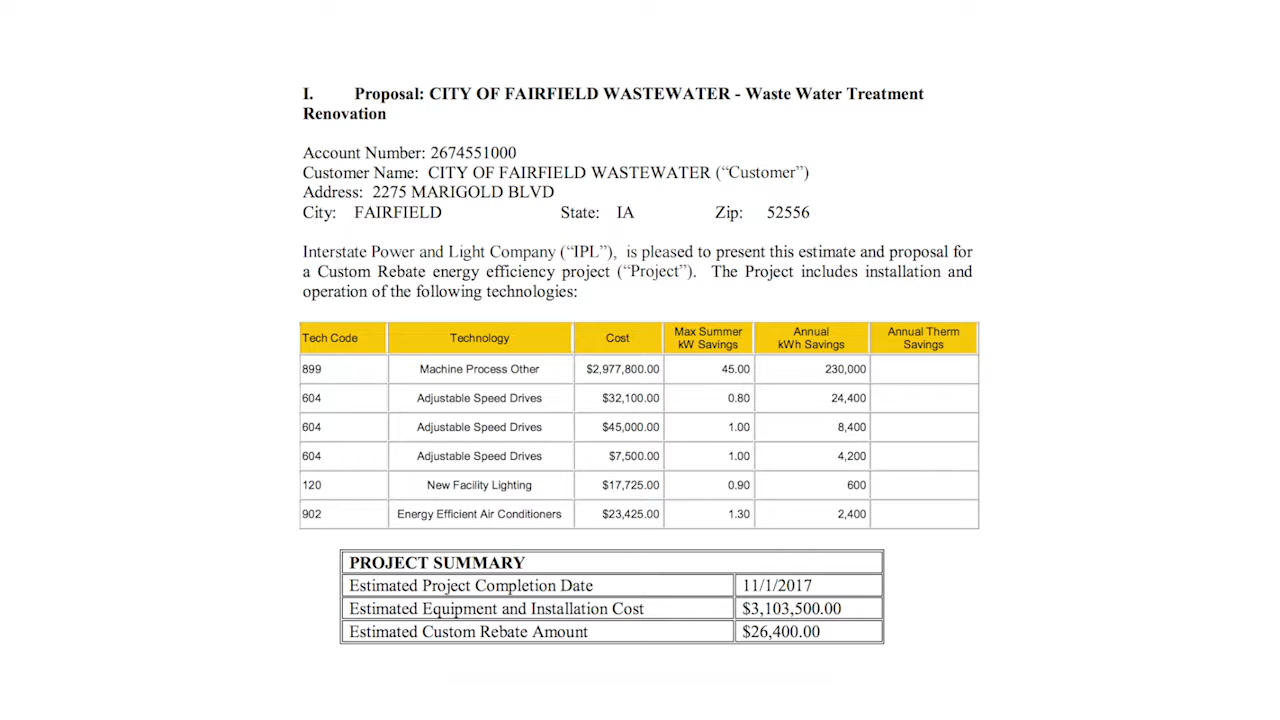 I. Proposal: CITY OF FAIRFIELD WASTEWATER - Waste Water Treatment
Renovation
Account Number: 2674551000
Customer Name: CITY OF FAIRFIELD WASTEWATER (“Customer”)
Address: 2275 MARIGOLD BLVD
City: FAIRFIELD State: IA Zip: 52556
Interstate Power and Light Company (“IPL”), is pleased to present this estimate and proposal for
a Custom Rebate energy efficiency project (“Project”). The Project includes installation and
operation of the following technologies:
Tech Code Technology Cost Max Summer kW Savings Annual kWh Savings Annual Therm Savings
899 Machine Process Other $2,977,800.00 45.00 230,000
604 Adjustable Speed Drives $32,100.00 0.80 24,400
604 Adjustable Speed Drives $45,000.00 1.00 8,400
604 Adjustable Speed Drives $7,500.00 1.00 4,200
120 New Facility Lighting $17,725.00 0.90 600
902 Energy Efficient Air Conditioners $23,425.00 1.30 2,400
PROJECT SUMMARY
Estimated Project Completion Date 11/1/2017
Estimated Equipment and Installation Cost $3,103,500.00
Estimated Custom Rebate Amount $26,400.00